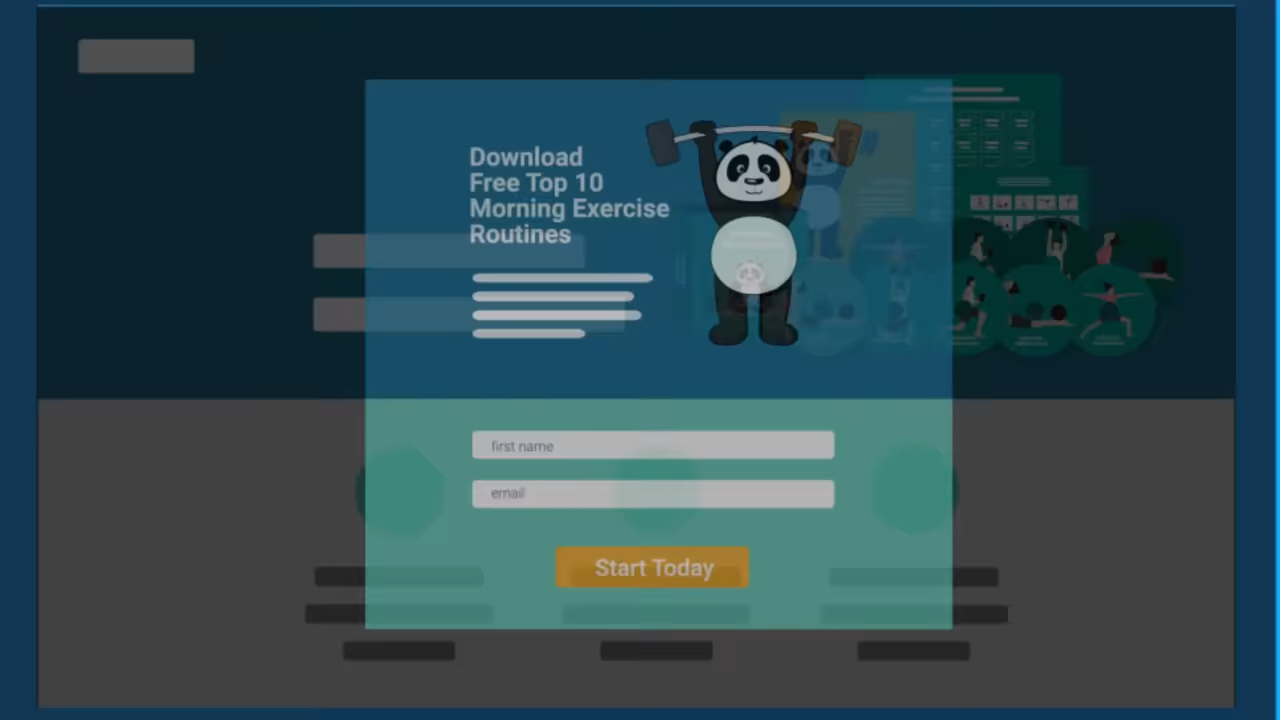 Download
Free Top 10
Morning Exercise
Routines
first name
email
Start Today